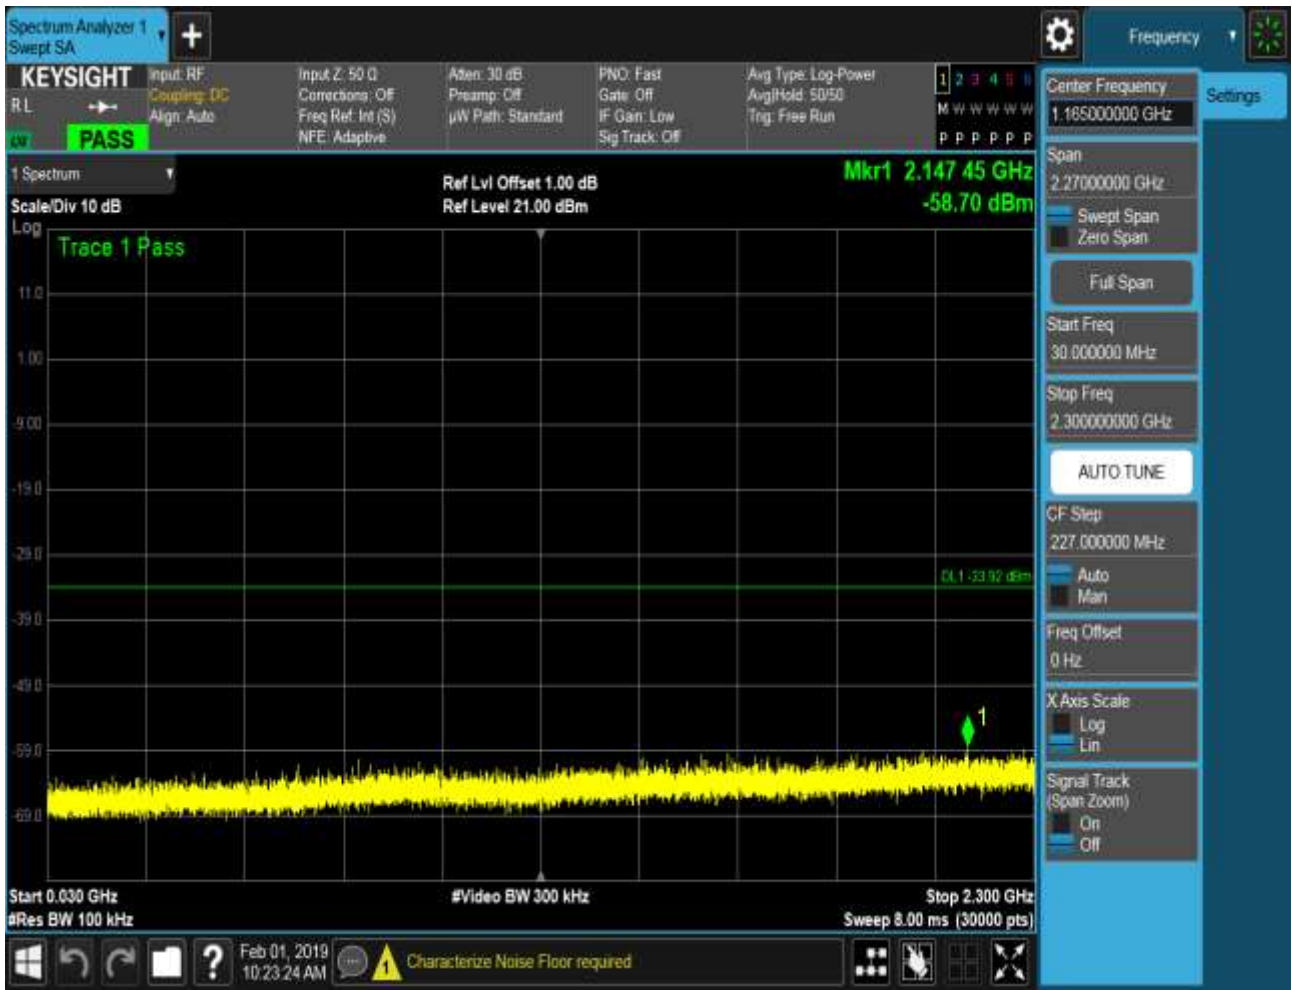 Spectrum Analyzer 1
Swept SA
+
Frequency
KEYSIGHT
R L
PASS
Input: RF
Coupling: DC
Align: Auto
Input Z: 50 Ω
Corrections: Off
Freq Ref: Int (S)
NFE: Adaptive
Atten: 30 dB
Preamp: Off
µW Path: Standard
PNO: Fast
Gate: Off
IF Gain: Low
Sig Track: Off
Avg Type: Log-Power
Avg|Hold: 50/50
Trig: Free Run
1 2 3 4 5 6
M W W W W W
P P P P P P
1 Spectrum
Scale/Div 10 dB
Log
Ref Lvl Offset 1.00 dB
Ref Level 21.00 dBm
Mkr1 2.147 45 GHz
-58.70 dBm
Trace 1 Pass
11.0
1.00
-9.00
-19.0
-29.0
DL1 -33.92 dBm
-39.0
-49.0
1
-59.0
-69.0
Start 0.030 GHz
#Res BW 100 kHz
#Video BW 300 kHz
Stop 2.300 GHz
Sweep 8.00 ms (30000 pts)
?
Feb 01, 2019
10:23:24 AM
1
Characterize Noise Floor required
Center Frequency
1.165000000 GHz
Settings
Span
2.27000000 GHz
Swept Span
Zero Span
Full Span
Start Freq
30.000000 MHz
Stop Freq
2.300000000 GHz
AUTO TUNE
CF Step
227.000000 MHz
Auto
Man
Freq Offset
0 Hz
X Axis Scale
Log
Lin
Signal Track
(Span Zoom)
On
Off